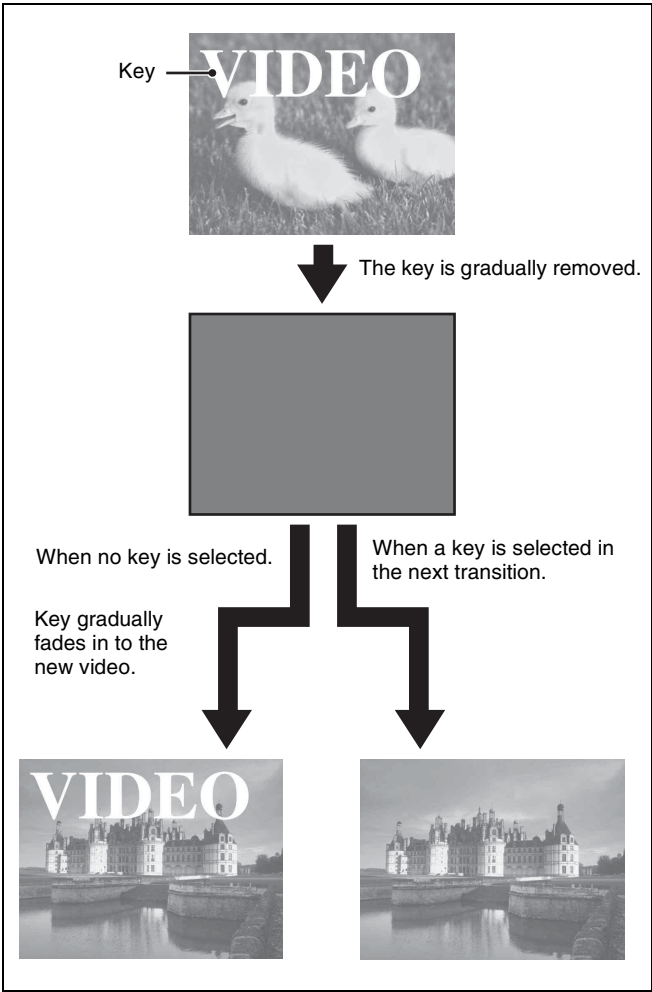 VIDEO
Key
The key is gradually removed.
When no key is selected.
When a key is selected in
the next transition.
Key gradually
fades in to the
new video.
VIDEO